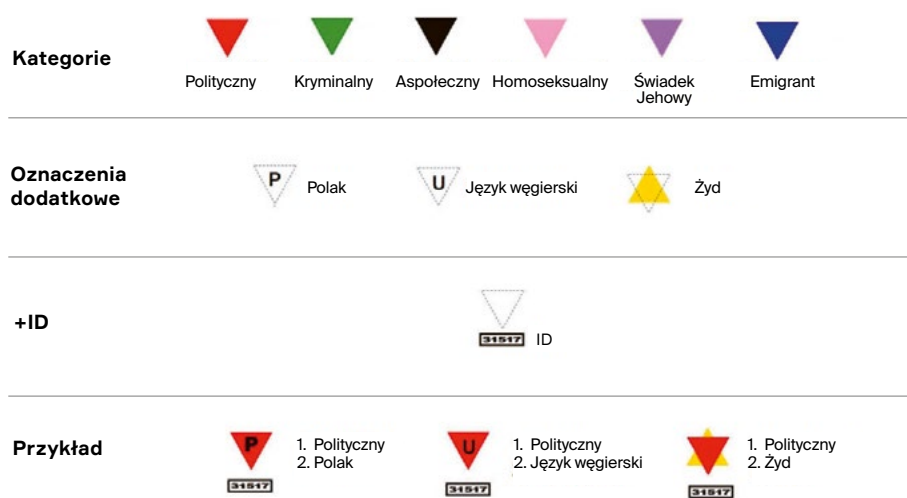 Kategorie
Polityczny
Kryminalny
Aspołeczny
Homoseksualny
Świadek
Jehowy
Emigrant
Oznaczenia
dodatkowe
P
Polak
U
Język węgierski
Żyd
+ID
31517
ID
Przykład
P
31517
1. Polityczny
2. Polak
U
31517
1. Polityczny
2. Język węgierski
31517
1. Polityczny
2. Żyd